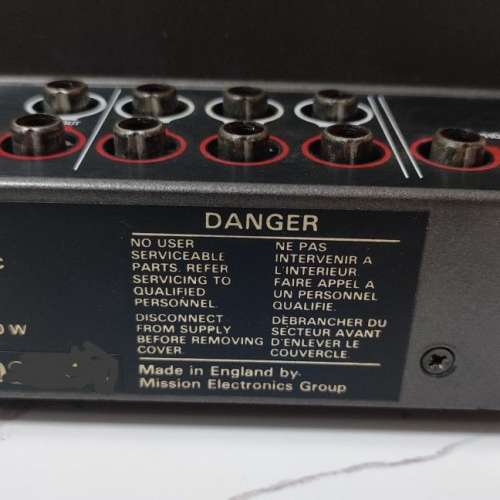 DANGER
NO USER
SERVICEABLE
PARTS. REFER
SERVICING TO
QUALIFIED
PERSONNEL.
DISCONNECT
FROM SUPPLY
BEFORE REMOVING
COVER.
NE PAS
INTERVENIR A
L'INTERIEUR.
FAIRE APPEL A
UN PERSONNEL
QUALIFIE.
DĖBRANCHER DU
SECTEUR AVANT
D'ENLEVER LE
COUVERCLE.
Made in England by-
Mission Electronics Group
W